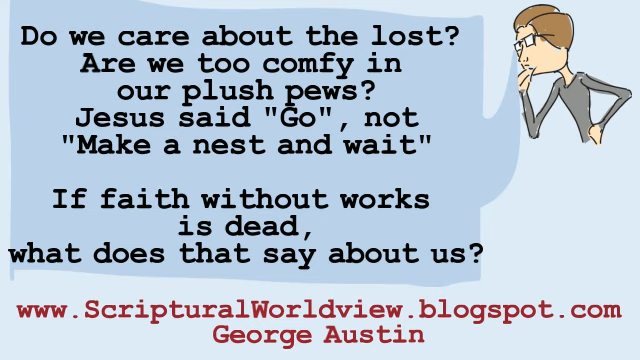 Do we care about the lost?
Are we too comfy in
our plush pews?
Jesus said "Go", not
"Make a nest and wait"
If faith without works
is dead,
what does that say about us?
www.ScripturalWorldview.blogspot.com
George Austin